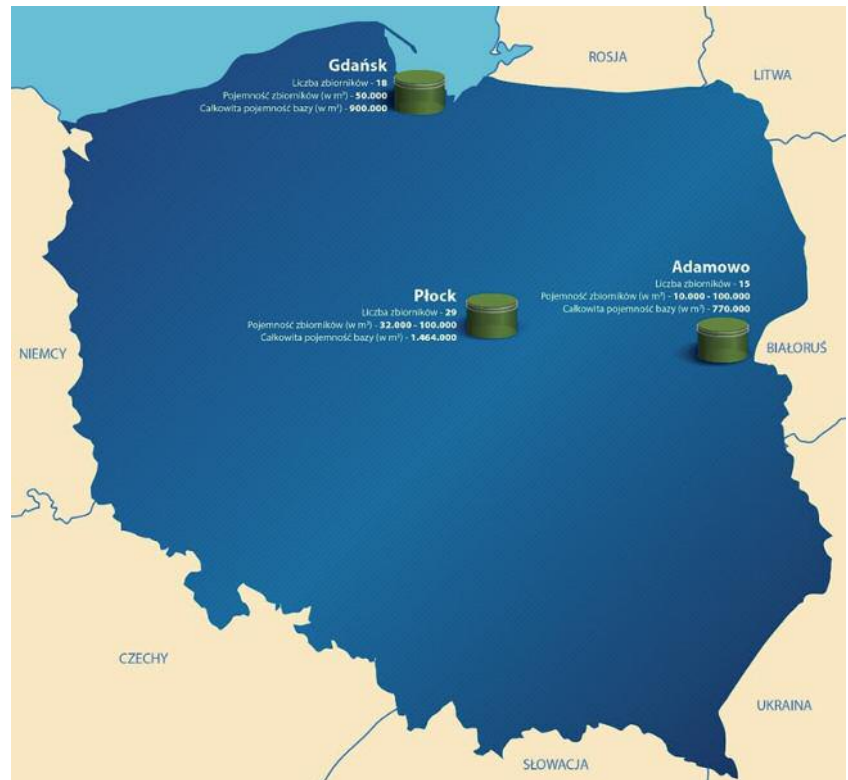 ROSJA
LITWA
Gdańsk
Liczba zbiorników - 18
Pojemność zbiorników (w m³) - 50.000
Całkowita pojemność bazy (w m³) - 900.000
Adamowo
Liczba zbiorników - 15
Pojemność zbiorników (w m³) - 10.000 - 100.000
Całkowita pojemność bazy (w m³) - 770.000
Płock
Liczba zbiorników - 29
Pojemność zbiorników (w m³) - 32.000 - 100.000
Całkowita pojemność bazy (w m³) - 1.464.000
NIEMCY
BIAŁORUŚ
CZECHY
UKRAINA
SŁOWACJA